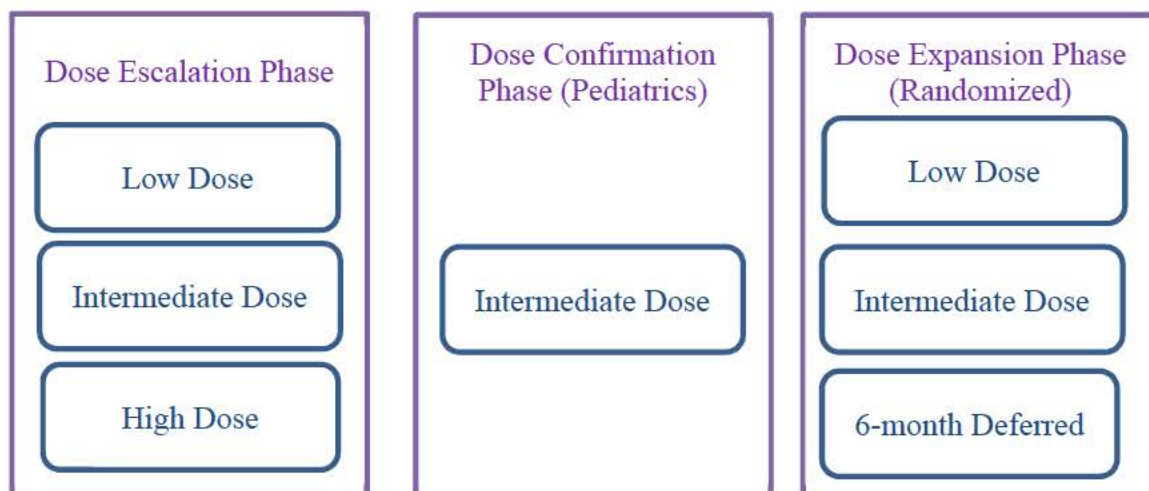 Dose Escalation Phase
Low Dose
Intermediate Dose
High Dose
Dose Confirmation
Phase (Pediatrics)
Intermediate Dose
Dose Expansion Phase
(Randomized)
Low Dose
Intermediate Dose
6-month Deferred